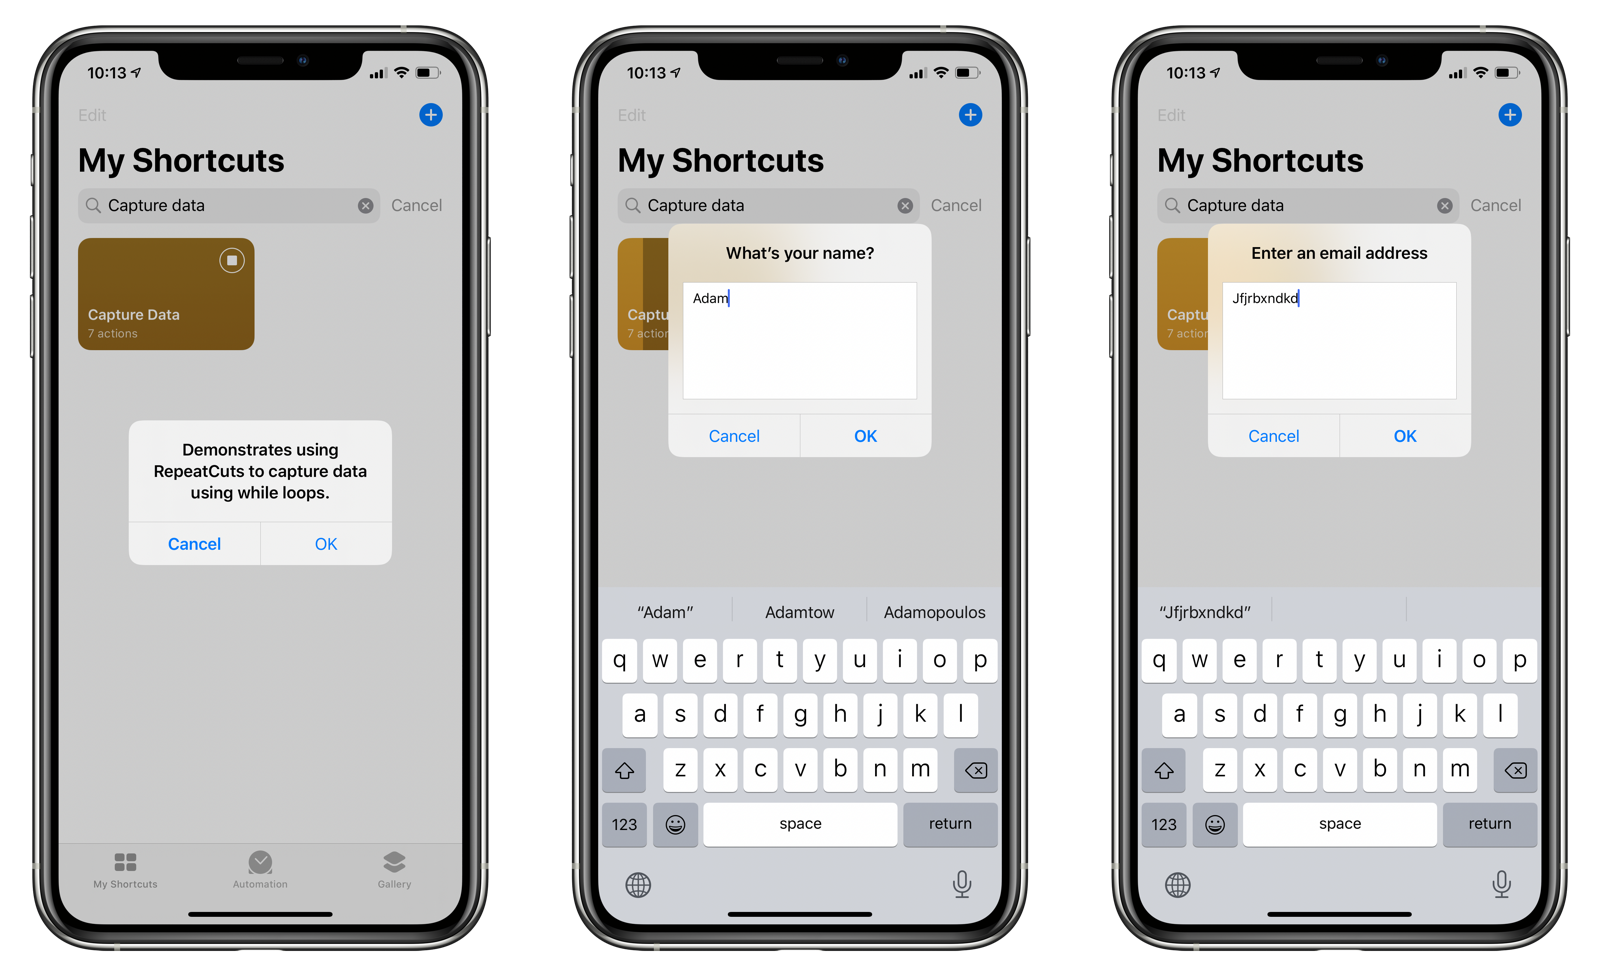 10:13
Edit
My Shortcuts
Capture data
Cancel
Capture Data
7 actions
Demonstrates using
RepeatCuts to capture data
using while loops.
Cancel OK
My Shortcuts Automation Gallery
10:13
Edit
My Shortcuts
Capture data
Cancel
Captu
7 action
What's your name?
Adam
Cancel OK
“Adam” Adamtow Adamopoulos
q w e r t y u i o p
a s d f g h j k l
z x c v b n m
123 space return
10:13
Edit
My Shortcuts
Capture data
Cancel
Captu
7 action
Enter an email address
Jfjrbxndkd
Cancel OK
“Jfjrbxndkd”
q w e r t y u i o p
a s d f g h j k l
z x c v b n m
123 space return